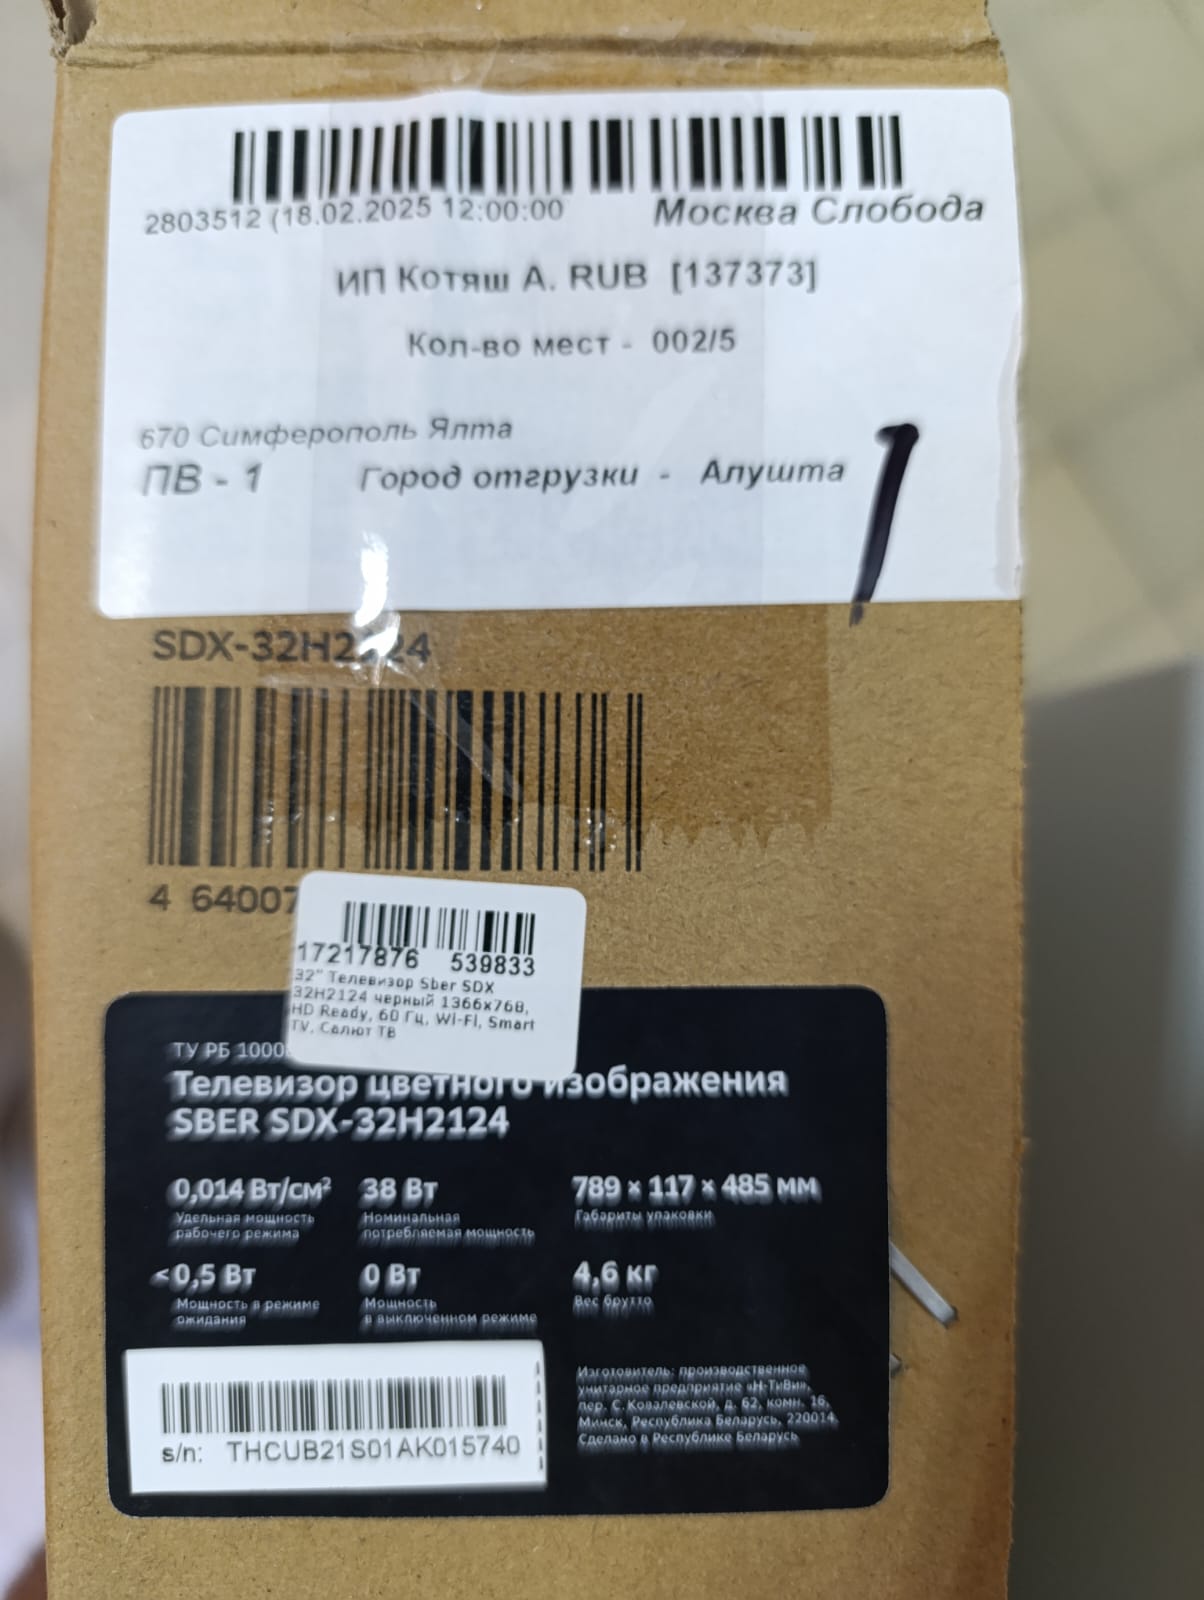 2803512 (18.02.2025 12:00:00
Москва Слобода
ИП Котяш А. RUB [137373]
Кол-во мест - 002/5
670 Симферополь Ялта
ПВ - 1 Город отгрузки - Алушта
1
SDX-32H2124
4 64007
17217876 539833
32" Телевизор Sber SDX
32H2124 черный 1366x768,
HD Ready, 60 Гц, Wi-Fi, Smart
TV, Салют ТВ
ТУ РБ 1000
Телевизор цветного изображения
SBER SDX-32H2124
0,014 Вт/см²
Удельная мощность
рабочего режима
38 Вт
Номинальная
потребляемая мощность
789 × 117 × 485 мм
Габариты упаковки
<0,5 Вт
Мощность в режиме
ожидания
0 Вт
Мощность
в выключенном режиме
4,6 кг
Вес брутто
Изготовитель: производственное
унитарное предприятие «Н-ТиВи»,
пер. С. Ковалевской, д. 62, комн. 16,
Минск, Республика Беларусь, 220014
Сделано в Республике Беларусь
s/n: THCUB21S01AK015740